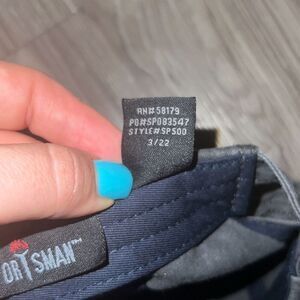 RN#58179
PO#SP083547
STYLE#SP500
3/22
ORTSMAN